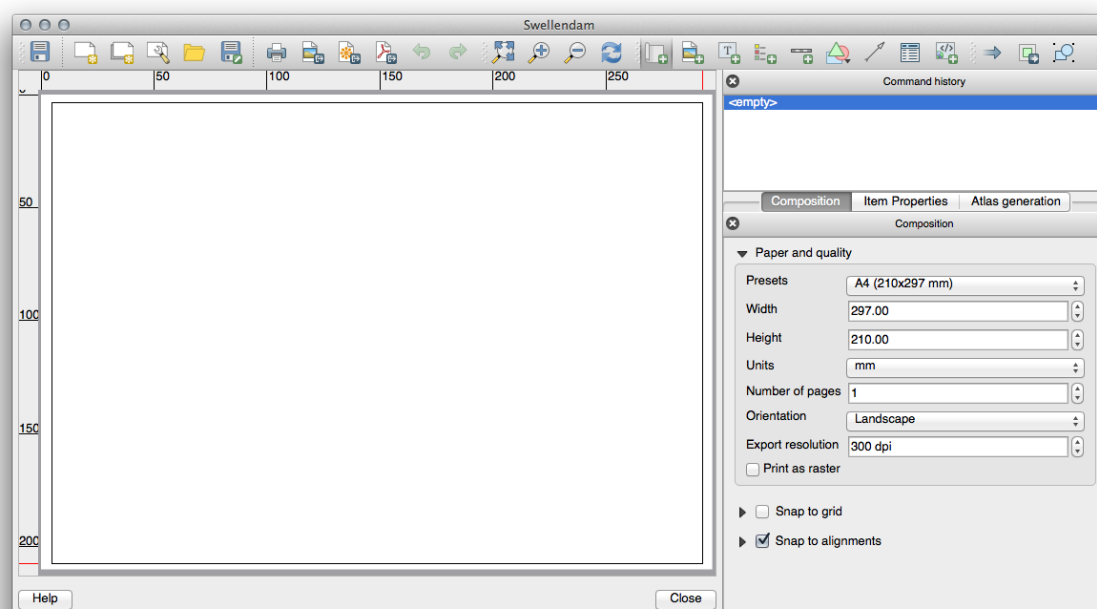 Swellendam
0 50 100 150 200 250
Command history
<empty>
50
100
150
200
Composition Item Properties Atlas generation
Composition
Paper and quality
Presets A4 (210x297 mm)
Width 297.00
Height 210.00
Units mm
Number of pages 1
Orientation Landscape
Export resolution 300 dpi
Print as raster
Snap to grid
Snap to alignments
Help Close